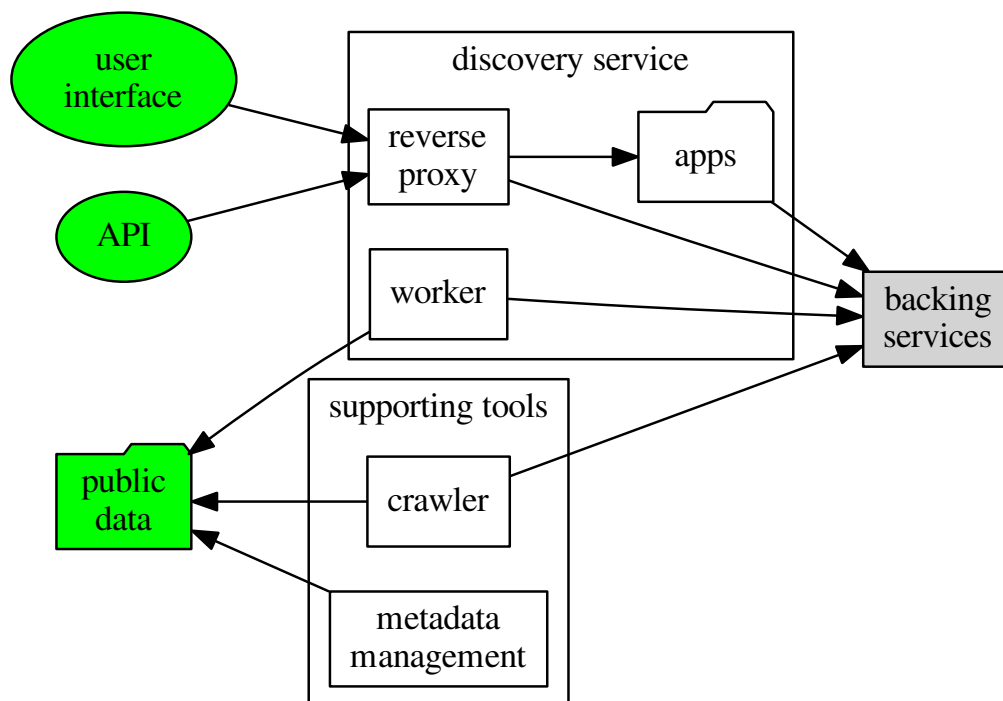 user
interface
discovery service
reverse
proxy
apps
API
worker
backing
services
supporting tools
public
data
crawler
metadata
management